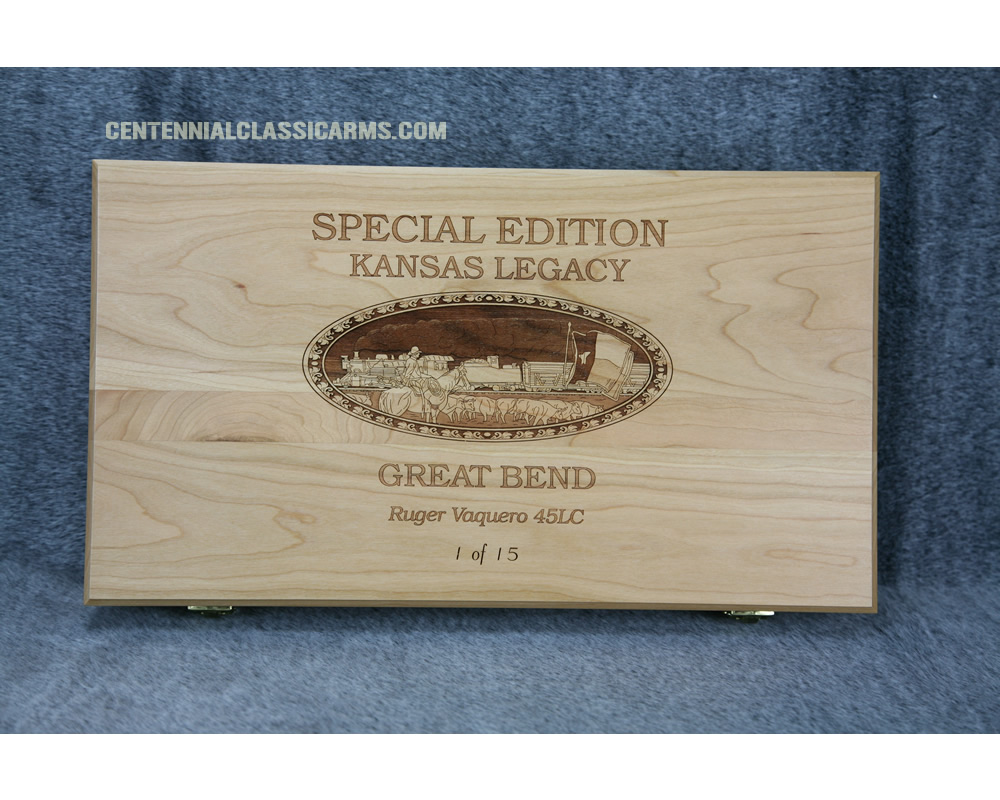 CENTENNIALCLASSICARMS.COM
SPECIAL EDITION
KANSAS LEGACY
GREAT BEND
Ruger Vaquero 45LC
1 of 15